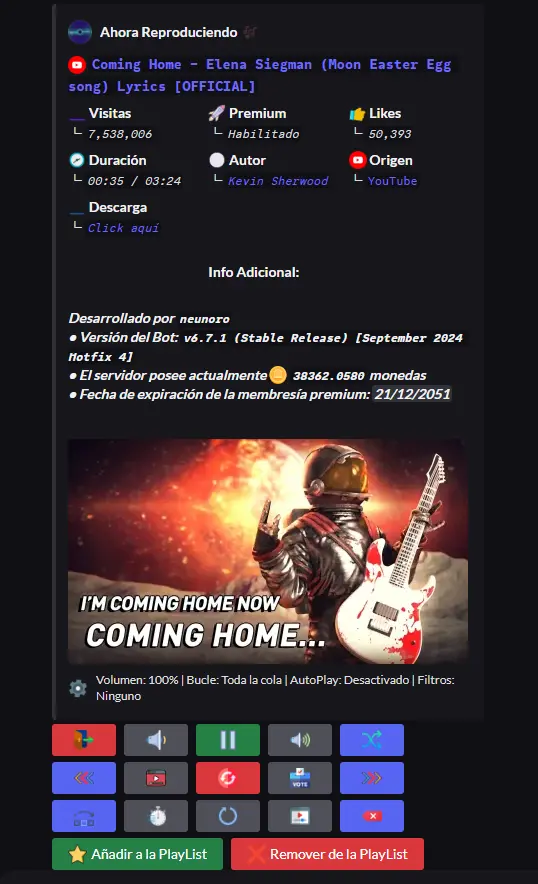 Ahora Reproduciendo
Coming Home - Elena Siegman (Moon Easter Egg
song) Lyrics [OFFICIAL]
Visitas Premium Likes
7,538,006 Habilitado 50,393
Duración Autor Origen
00:35 / 03:24 Kevin Sherwood YouTube
Descarga
Click aquí
Info Adicional:
Desarrollado por neunoro
• Versión del Bot: v6.7.1 (Stable Release) [September 2024
Hotfix 4]
• El servidor posee actualmente 38362.0580 monedas
• Fecha de expiración de la membresía premium: 21/12/2051
I'M COMING HOME NOW
COMING HOME...
Volumen: 100% | Bucle: Toda la cola | AutoPlay: Desactivado | Filtros:
Ninguno
VOTE
Añadir a la PlayList Remover de la PlayList